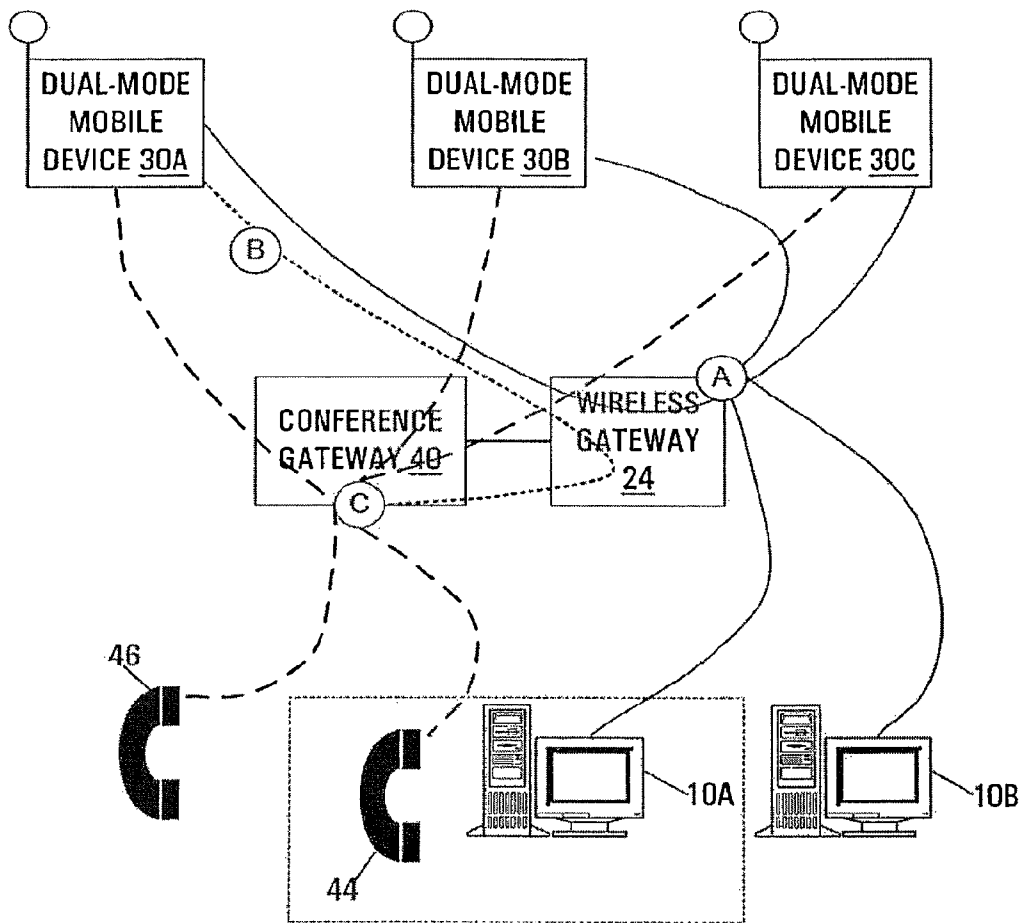 DUAL-MODE
MOBILE
DEVICE 30A
DUAL-MODE
MOBILE
DEVICE 30B
DUAL-MODE
MOBILE
DEVICE 30C
B
A
CONFERENCE
GATEWAY 40
WIRELESS
GATEWAY
24
C
46
44
10A
10B